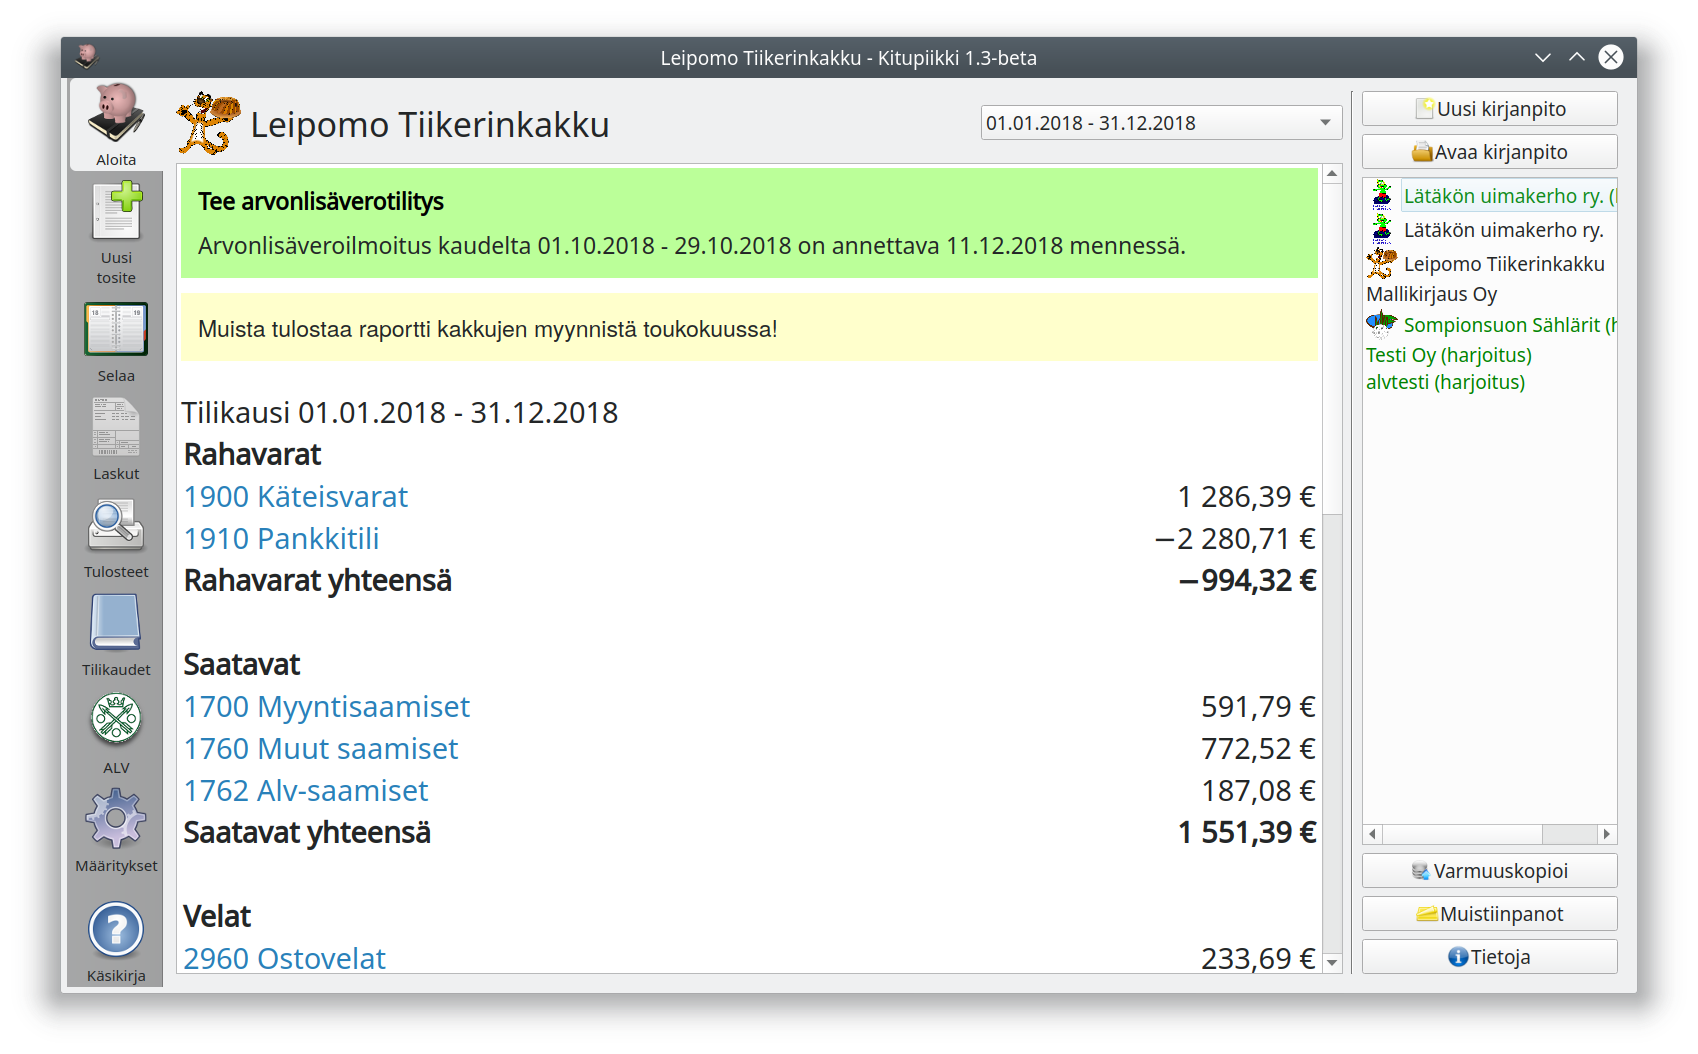 Leipomo Tiikerinkakku - Kitupiikki 1.3-beta
Aloita
Uusi
tosite
Selaa
Laskut
Tulosteet
Tilikaudet
ALV
Määritykset
Käsikirja
Leipomo Tiikerinkakku
01.01.2018 - 31.12.2018
Tee arvonlisäverotilitys
Arvonlisäveroilmoitus kaudelta 01.10.2018 - 29.10.2018 on annettava 11.12.2018 mennessä.
Muista tulostaa raportti kakkujen myynnistä toukokuussa!
Tilikausi 01.01.2018 - 31.12.2018
Rahavarat
1900 Käteisvarat 1 286,39 €
1910 Pankkitili −2 280,71 €
Rahavarat yhteensä −994,32 €
Saatavat
1700 Myyntisaamiset 591,79 €
1760 Muut saamiset 772,52 €
1762 Alv-saamiset 187,08 €
Saatavat yhteensä 1 551,39 €
Velat
2960 Ostovelat 233,69 €
Uusi kirjanpito
Avaa kirjanpito
Lätäkön uimakerho ry. (
Lätäkön uimakerho ry.
Leipomo Tiikerinkakku
Mallikirjaus Oy
Sompionsuon Sählärit (h
Testi Oy (harjoitus)
alvtesti (harjoitus)
Varmuuskopioi
Muistiinpanot
Tietoja